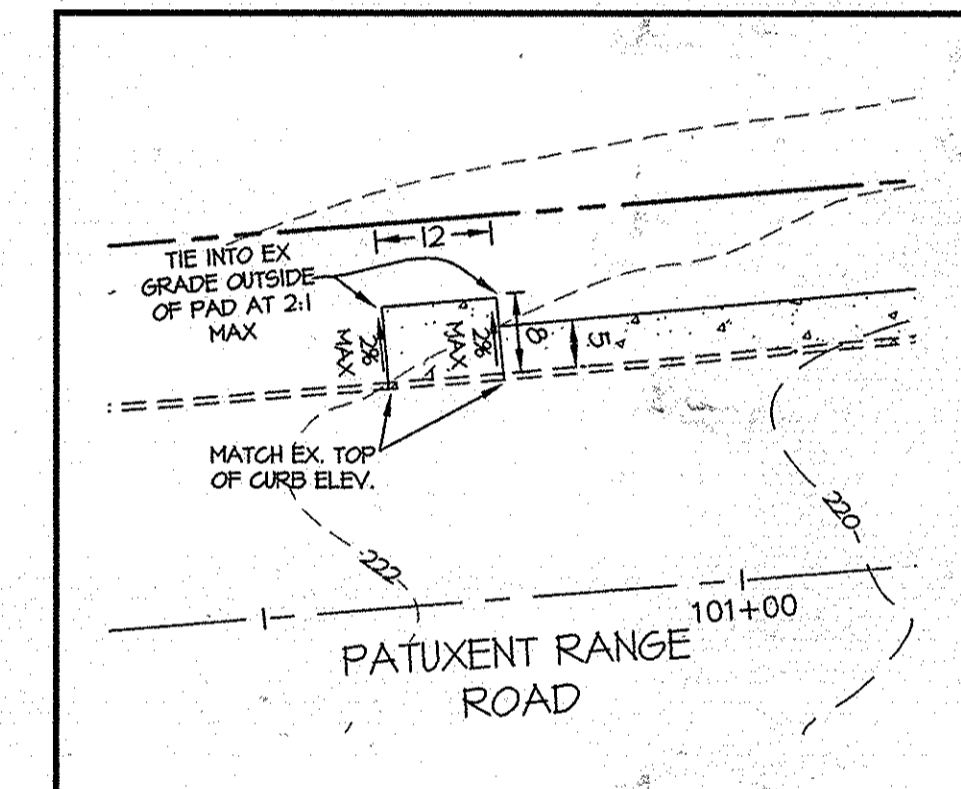 12
TIE INTO EX
GRADE OUTSIDE
OF PAD AT 2:1
MAX
2%
MAX
2%
MAX
8
5
MATCH EX. TOP
OF CURB ELEV.
222
220
101+00
PATUXENT RANGE
ROAD